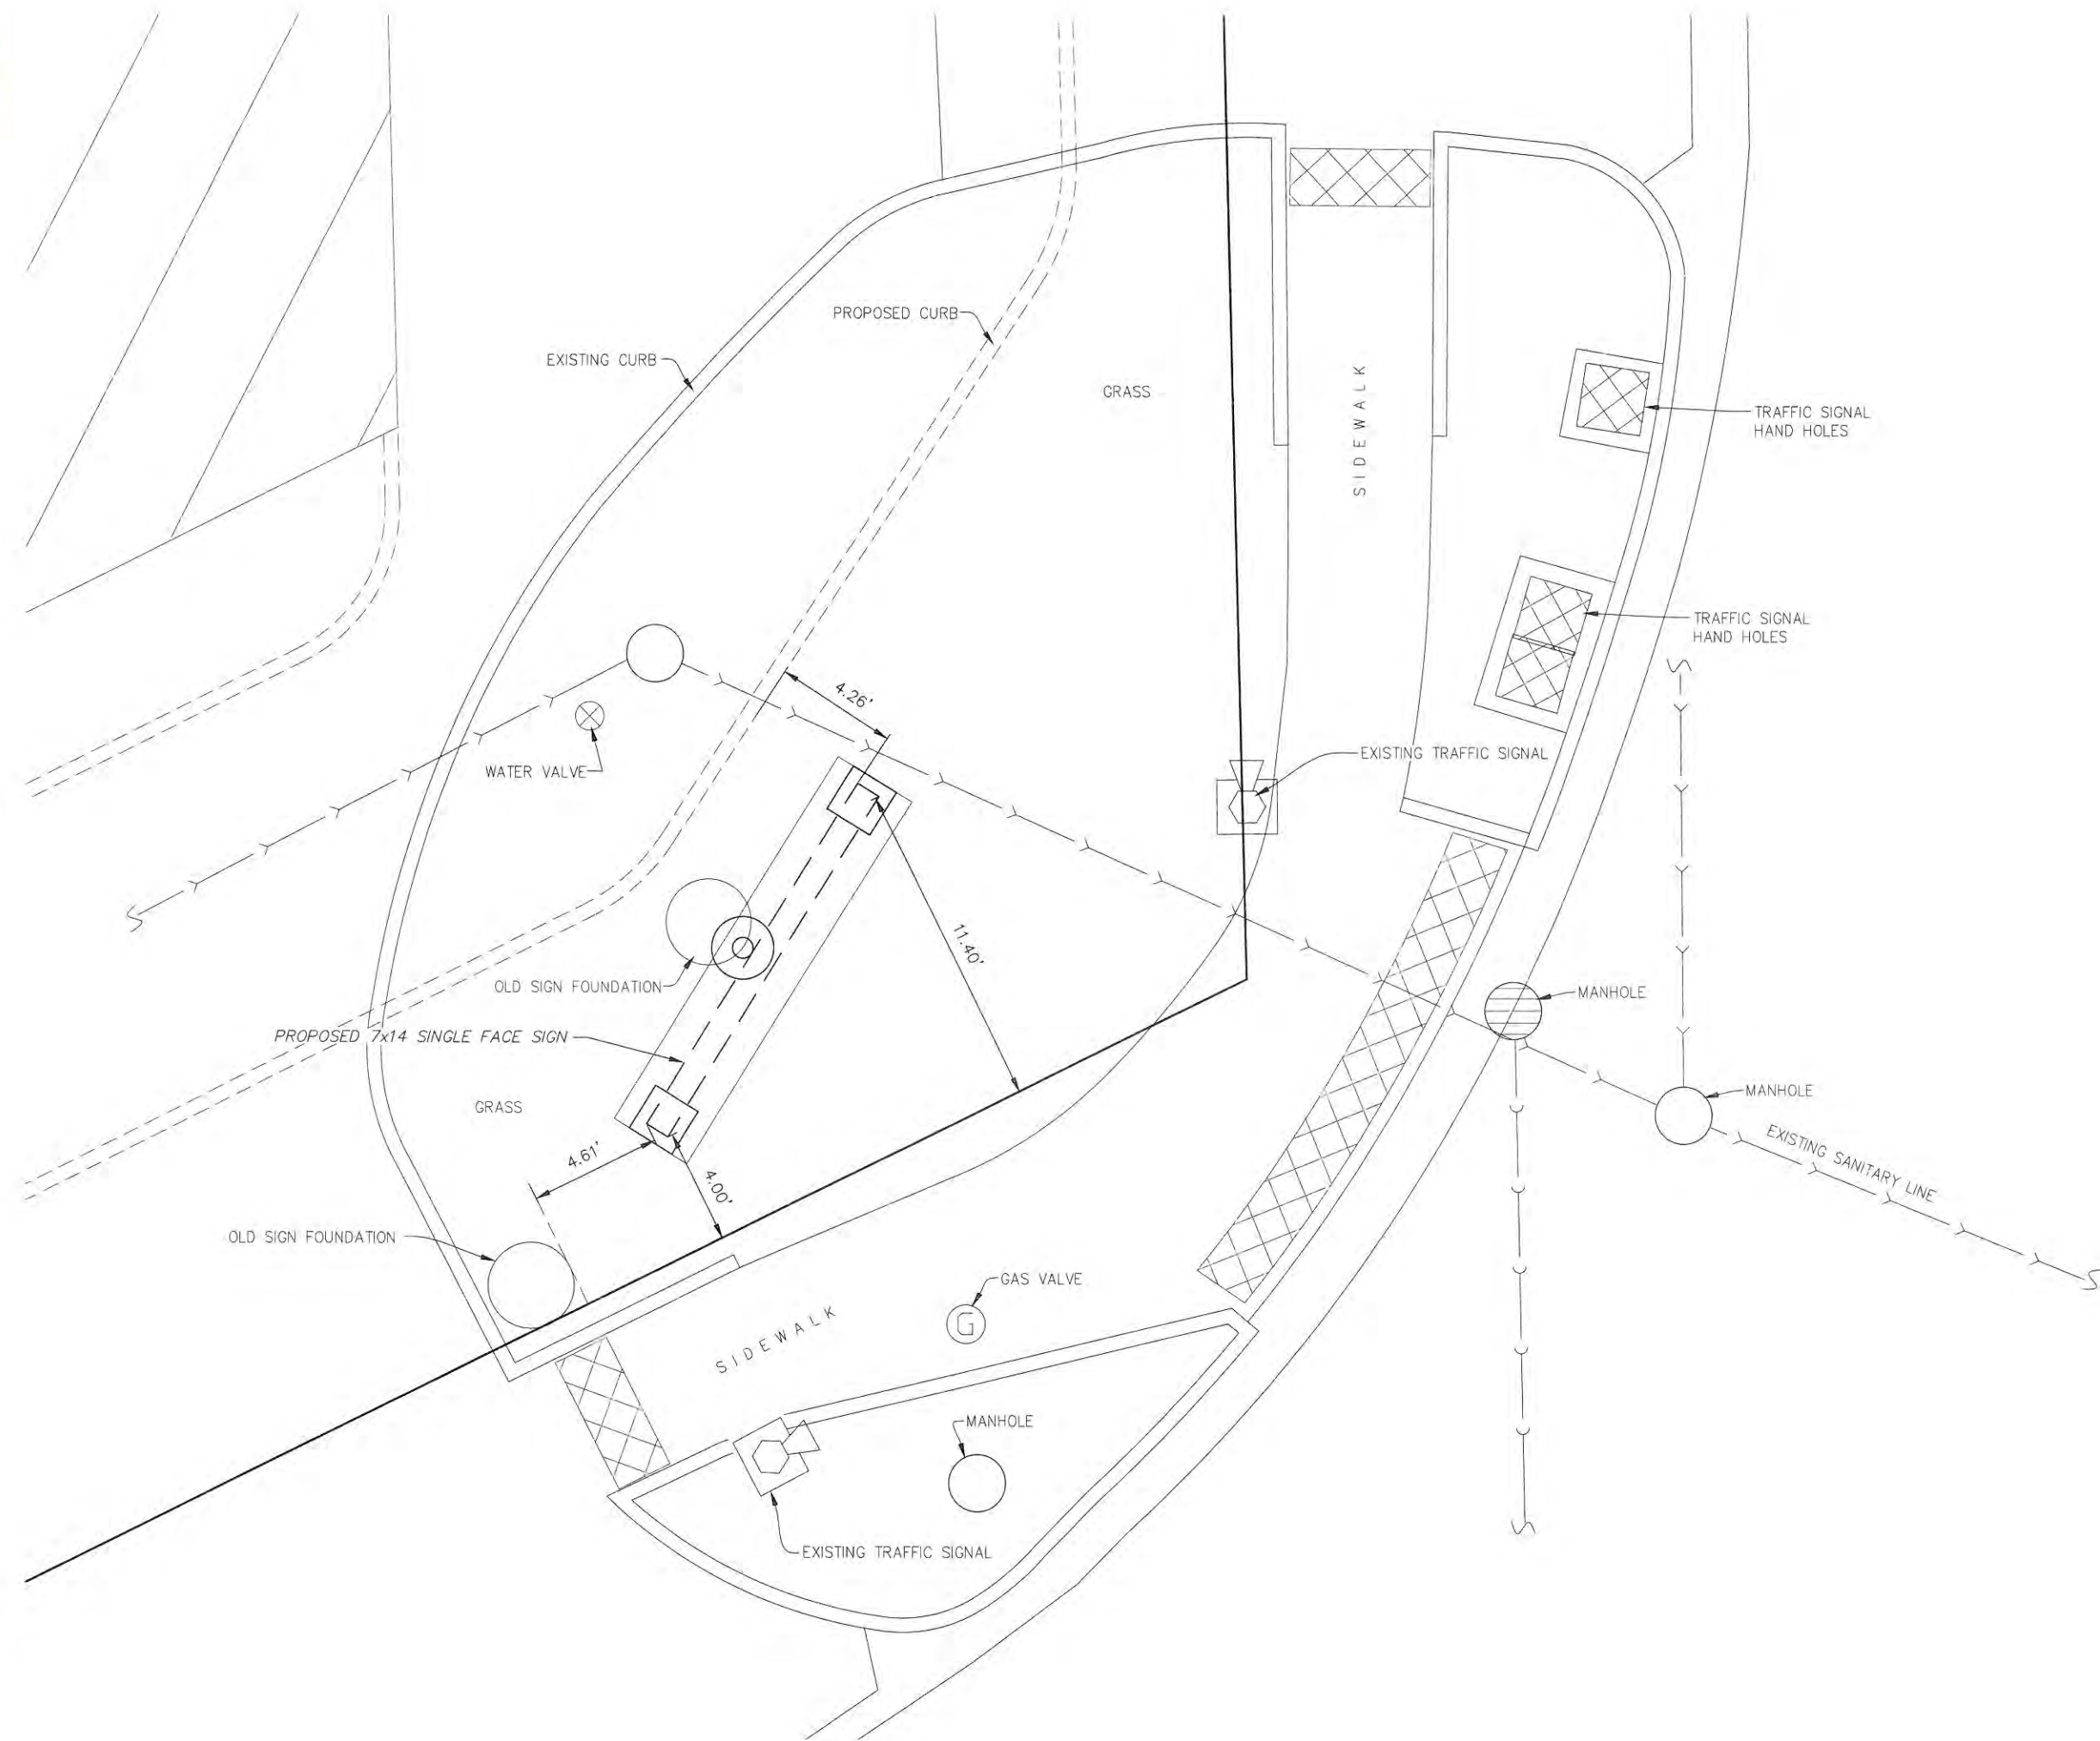 PROPOSED CURB
EXISTING CURB
GRASS
SIDEWALK
TRAFFIC SIGNAL
HAND HOLES
TRAFFIC SIGNAL
HAND HOLES
4.26'
WATER VALVE
EXISTING TRAFFIC SIGNAL
11.40'
OLD SIGN FOUNDATION
MANHOLE
PROPOSED 7x14 SINGLE FACE SIGN
MANHOLE
GRASS
EXISTING SANITARY LINE
4.61'
4.00'
OLD SIGN FOUNDATION
GAS VALVE
G
SIDEWALK
MANHOLE
EXISTING TRAFFIC SIGNAL